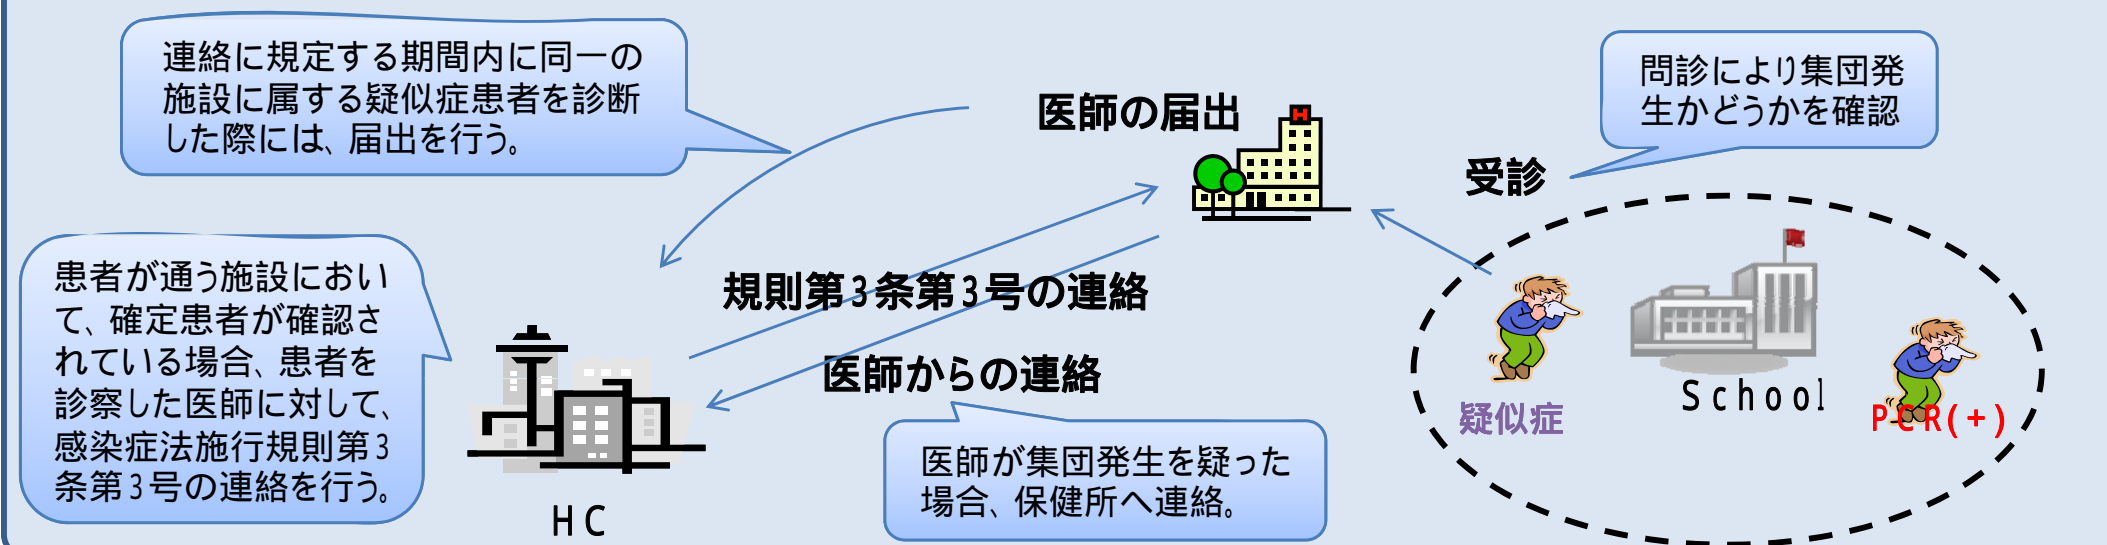 連絡に規定する期間内に同一の
施設に属する疑似症患者を診断
した際には、届出を行う。
医師の届出
H
問診により集団発
生かどうかを確認
受診
患者が通う施設におい
て、確定患者が確認さ
れている場合、患者を
診察した医師に対して、
感染症法施行規則第3
条第3号の連絡を行う。
規則第3条第3号の連絡
医師からの連絡
医師が集団発生を疑った
場合、保健所へ連絡。
HC
School
疑似症
PCR(+)